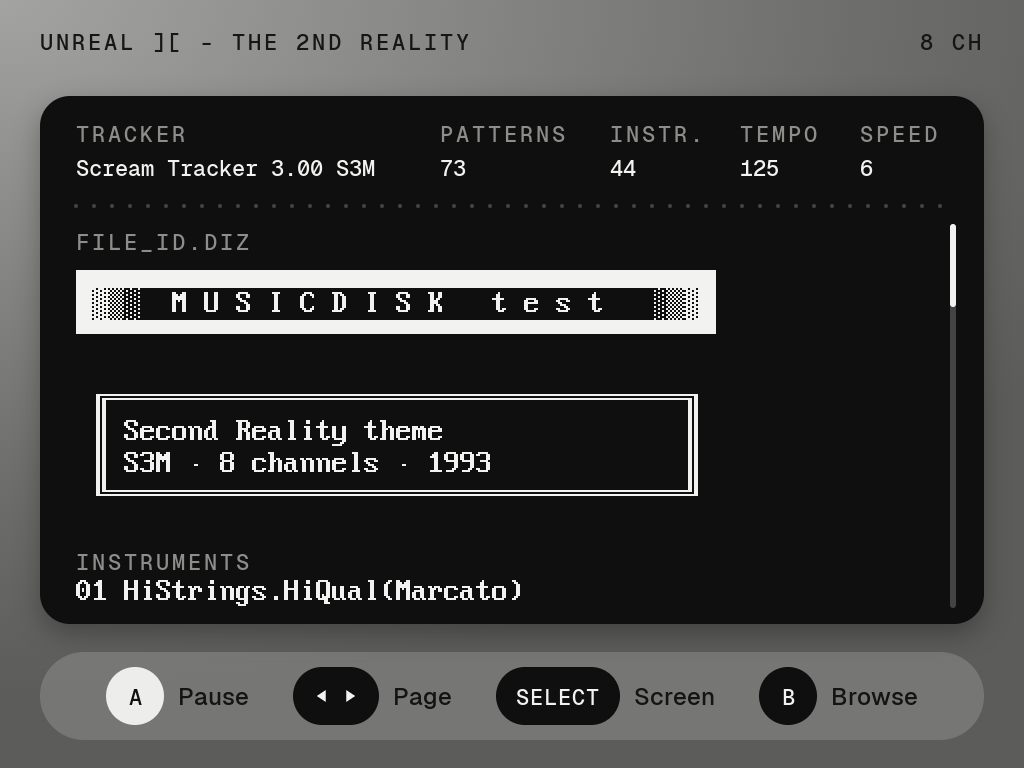 UNREAL ][ - THE 2ND REALITY 8 CH
TRACKER PATTERNS INSTR. TEMPO SPEED
Scream Tracker 3.00 S3M 73 44 125 6
FILE_ID.DIZ
M U S I C D I S K  t e s t
Second Reality theme
S3M · 8 channels · 1993
INSTRUMENTS
01 HiStrings.HiQual(Marcato)
A Pause ◀ ▶ Page SELECT Screen B Browse